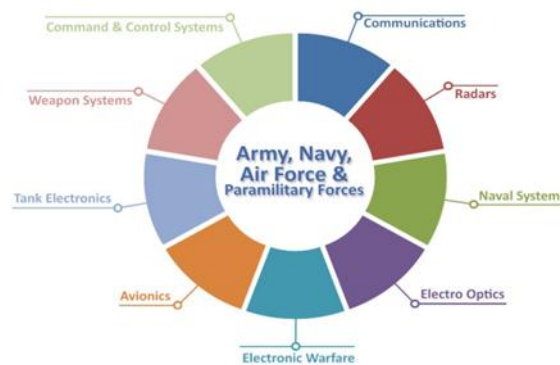 Command & Control Systems
Communications
Weapon Systems
Radars
Army, Navy,
Air Force &
Paramilitary Forces
Tank Electronics
Naval System
Avionics
Electro Optics
Electronic Warfare